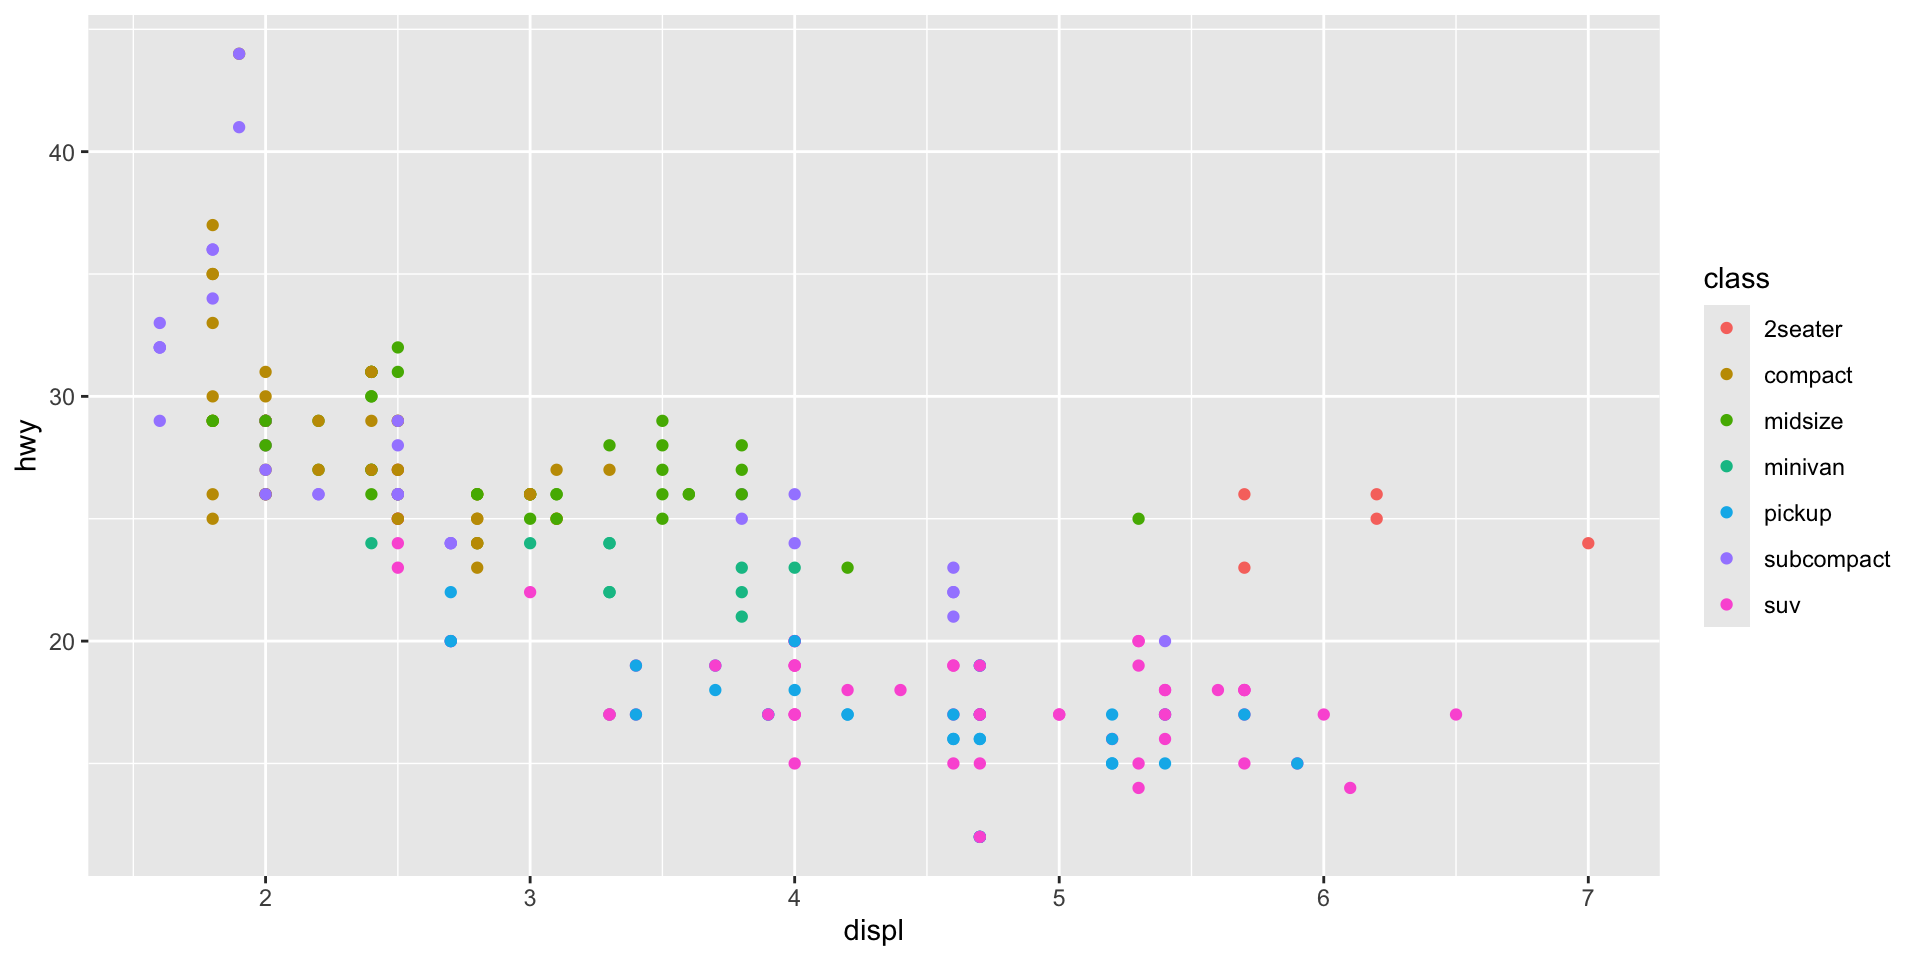 40
30
20
hwy
2
3
4
5
6
7
displ
class
2seater
compact
midsize
minivan
pickup
subcompact
suv